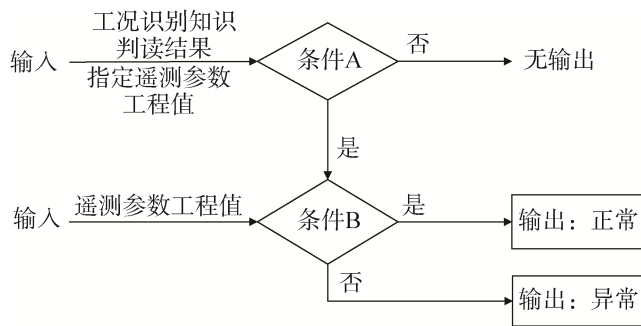 工况识别知识
判读结果
输入
指定遥测参数
工程值
条件A
否
无输出
是
输入
遥测参数工程值
条件B
是
输出：正常
否
输出：异常